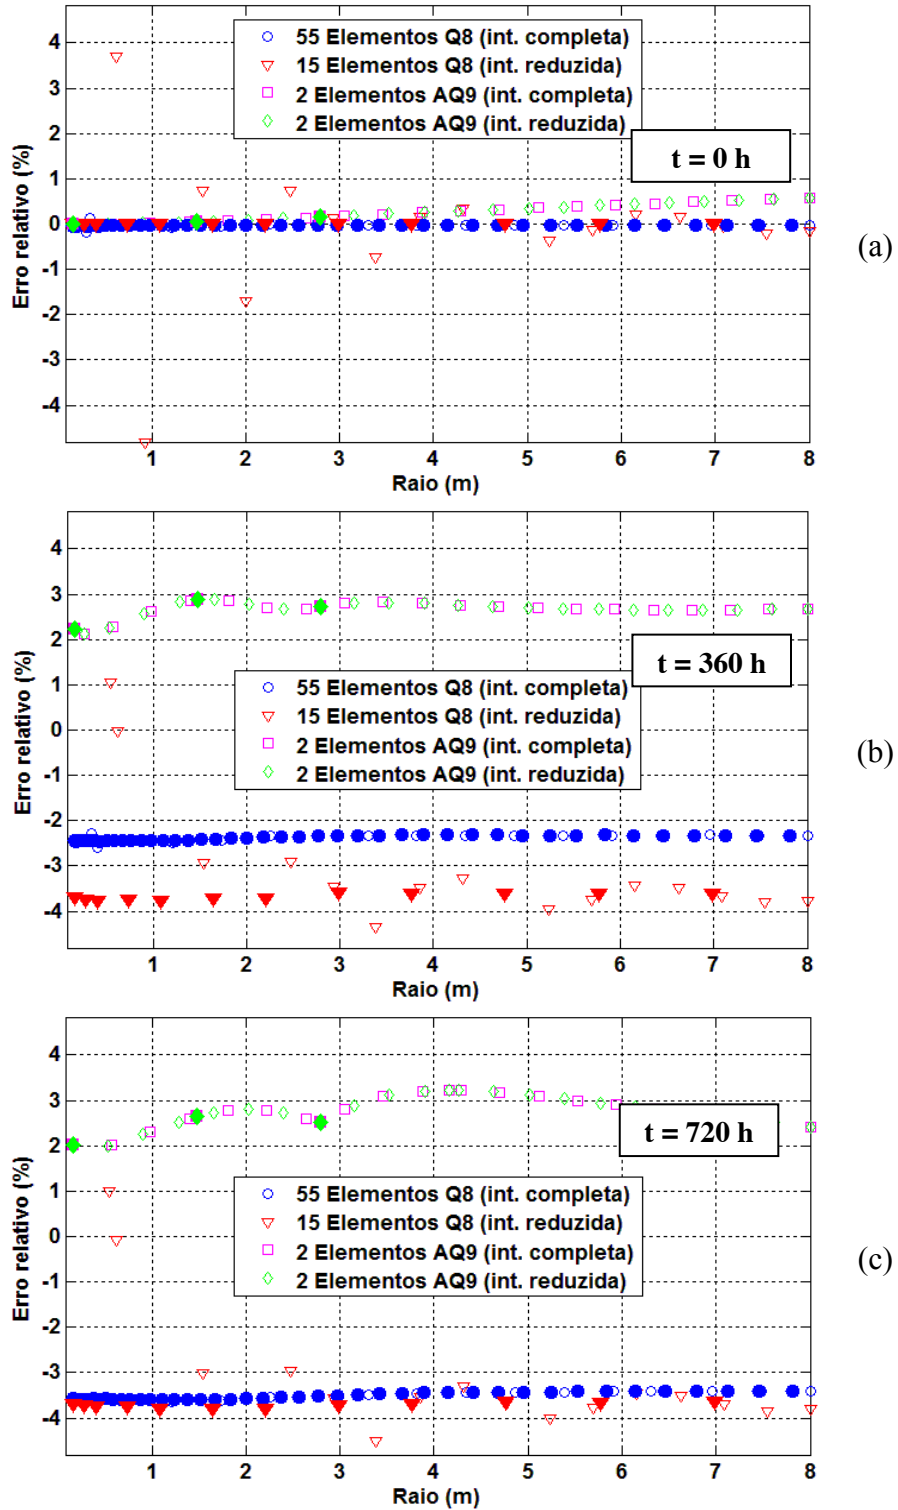 4
3
2
1
0
-1
-2
-3
-4
Erro relativo (%)
55 Elementos Q8 (int. completa)
15 Elementos Q8 (int. reduzida)
2 Elementos AQ9 (int. completa)
2 Elementos AQ9 (int. reduzida)
t = 0 h
(a)
1 2 3 4 5 6 7 8
Raio (m)
4
3
2
1
0
-1
-2
-3
-4
Erro relativo (%)
t = 360 h
55 Elementos Q8 (int. completa)
15 Elementos Q8 (int. reduzida)
2 Elementos AQ9 (int. completa)
2 Elementos AQ9 (int. reduzida)
(b)
1 2 3 4 5 6 7 8
Raio (m)
4
3
2
1
0
-1
-2
-3
-4
Erro relativo (%)
t = 720 h
55 Elementos Q8 (int. completa)
15 Elementos Q8 (int. reduzida)
2 Elementos AQ9 (int. completa)
2 Elementos AQ9 (int. reduzida)
(c)
1 2 3 4 5 6 7 8
Raio (m)